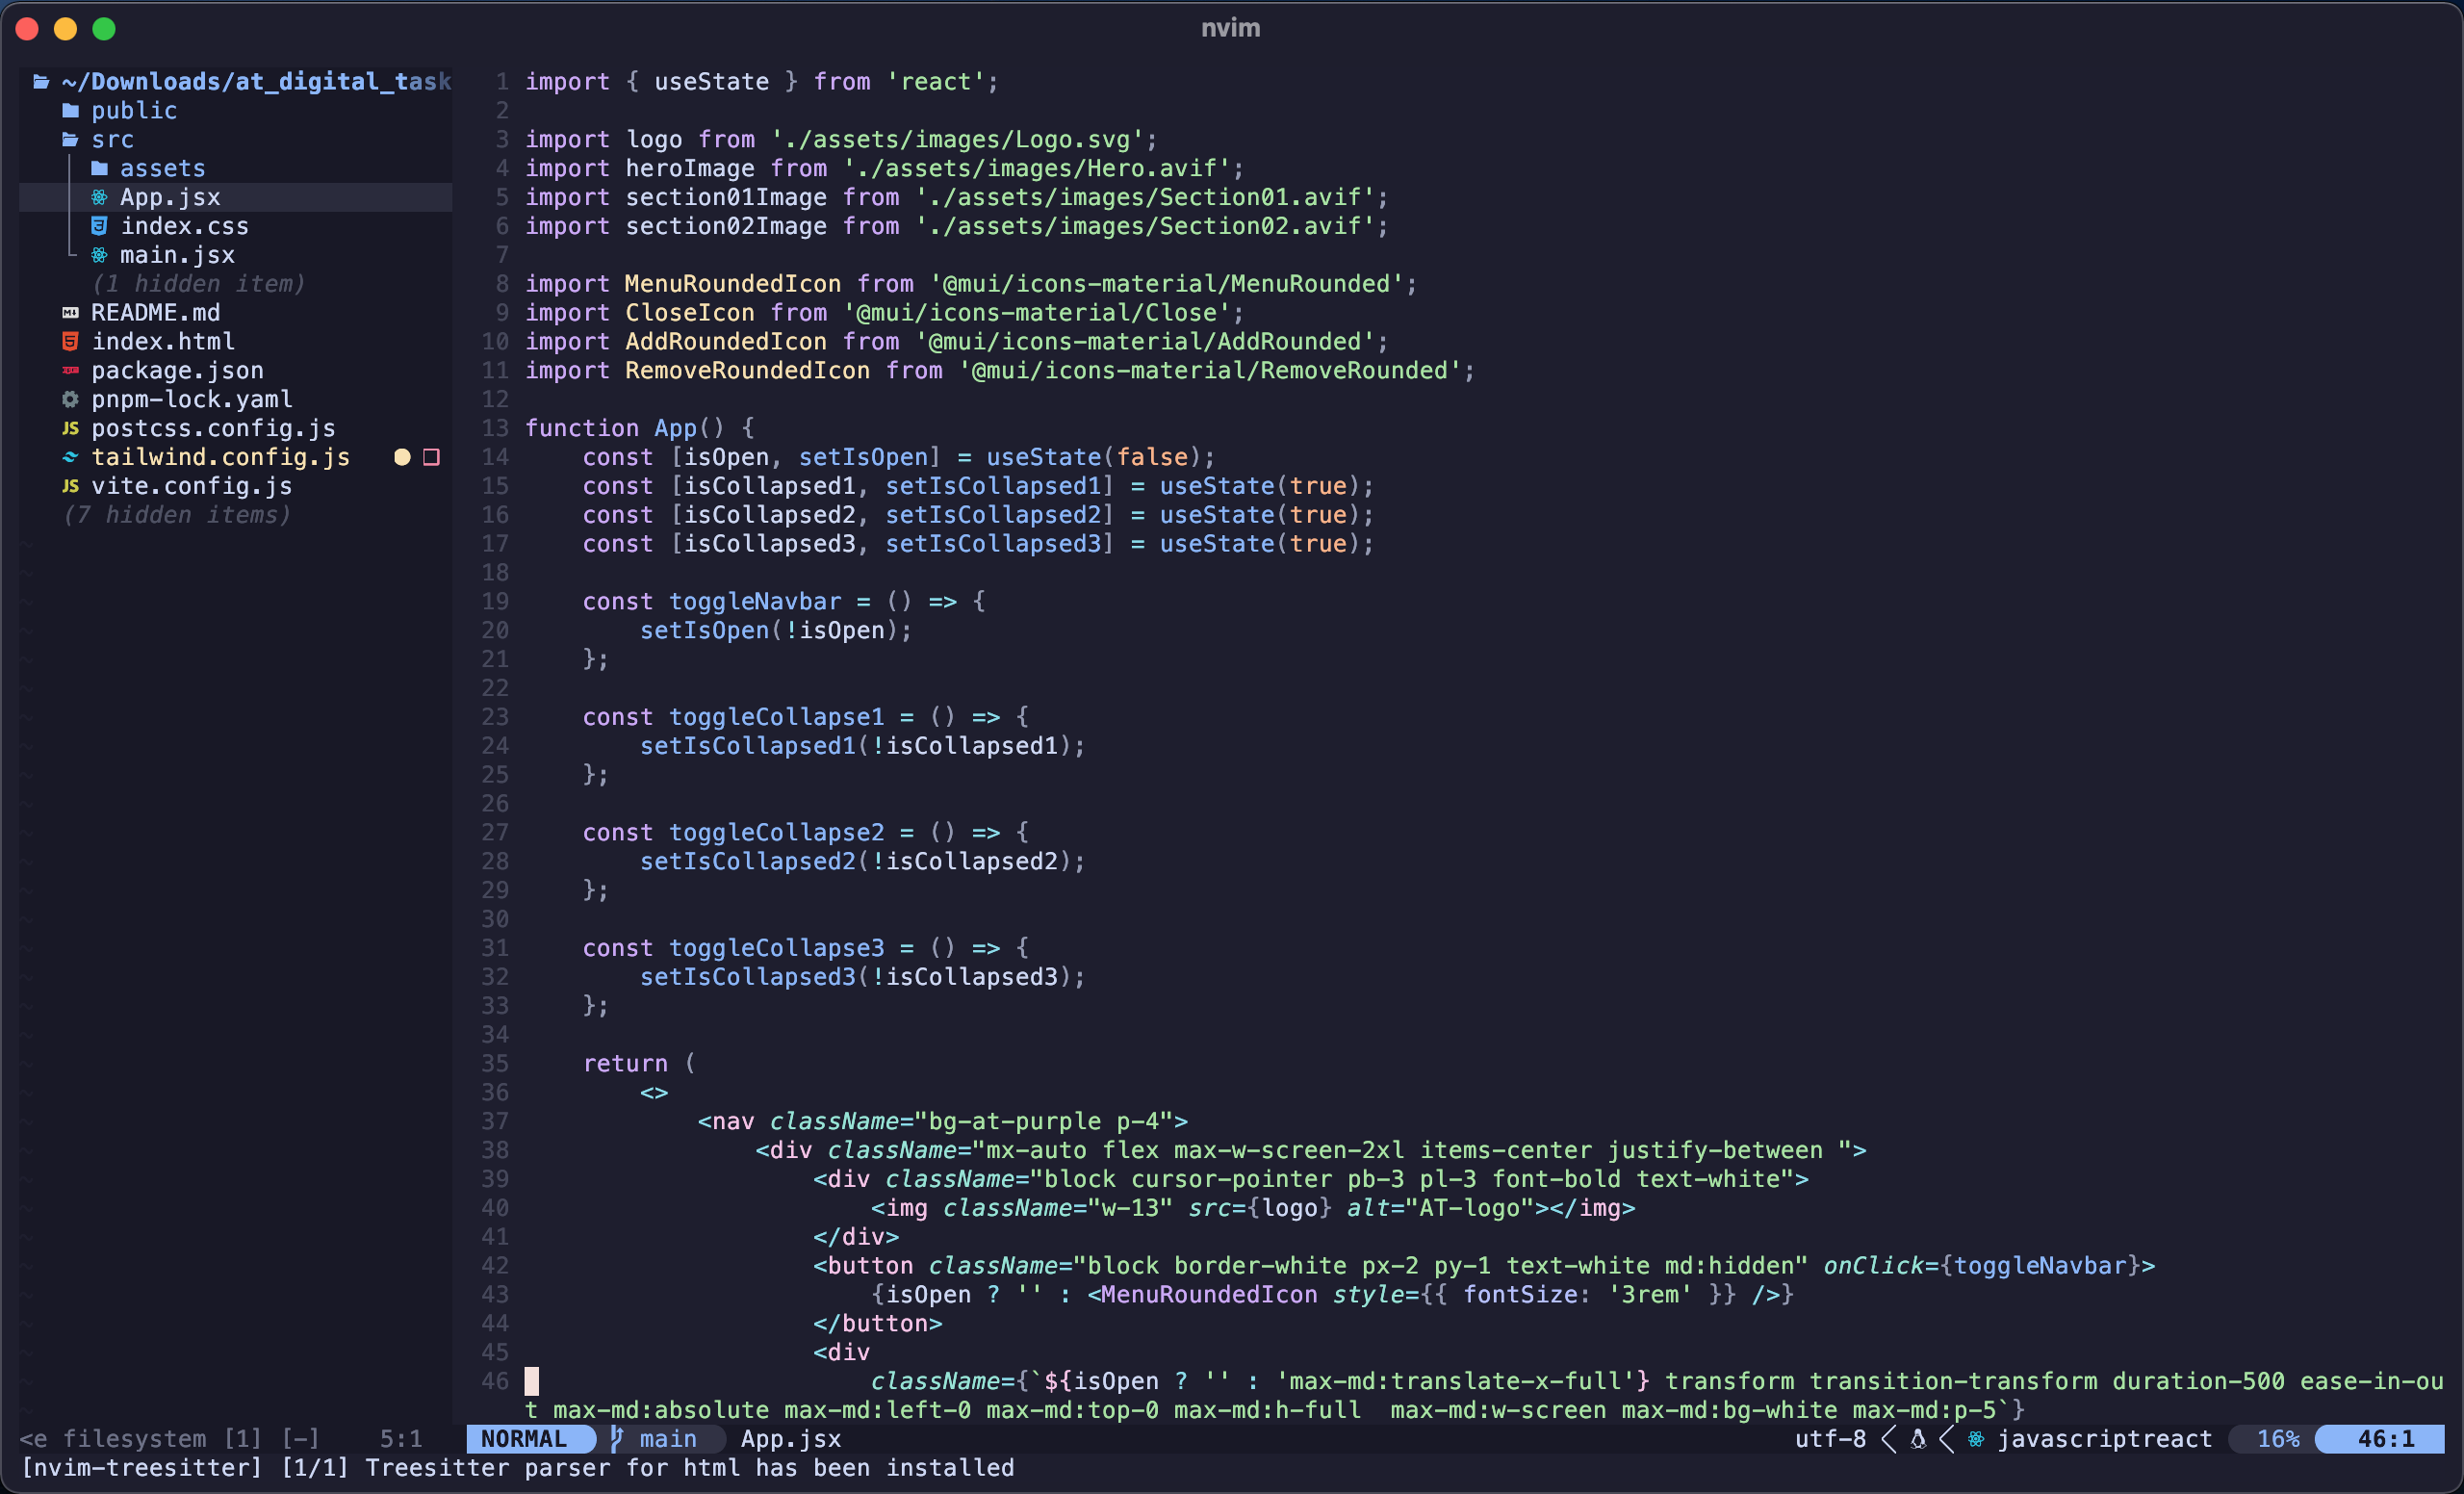 nvim
~/Downloads/at_digital_task
public
src
assets
App.jsx
index.css
main.jsx
(1 hidden item)
README.md
index.html
package.json
pnpm-lock.yaml
JS postcss.config.js
tailwind.config.js
JS vite.config.js
(7 hidden items)
1 import { useState } from 'react';
2
3 import logo from './assets/images/Logo.svg';
4 import heroImage from './assets/images/Hero.avif';
5 import section01Image from './assets/images/Section01.avif';
6 import section02Image from './assets/images/Section02.avif';
7
8 import MenuRoundedIcon from '@mui/icons-material/MenuRounded';
9 import CloseIcon from '@mui/icons-material/Close';
10 import AddRoundedIcon from '@mui/icons-material/AddRounded';
11 import RemoveRoundedIcon from '@mui/icons-material/RemoveRounded';
12
13 function App() {
14     const [isOpen, setIsOpen] = useState(false);
15     const [isCollapsed1, setIsCollapsed1] = useState(true);
16     const [isCollapsed2, setIsCollapsed2] = useState(true);
17     const [isCollapsed3, setIsCollapsed3] = useState(true);
18
19     const toggleNavbar = () => {
20         setIsOpen(!isOpen);
21     };
22
23     const toggleCollapse1 = () => {
24         setIsCollapsed1(!isCollapsed1);
25     };
26
27     const toggleCollapse2 = () => {
28         setIsCollapsed2(!isCollapsed2);
29     };
30
31     const toggleCollapse3 = () => {
32         setIsCollapsed3(!isCollapsed3);
33     };
34
35     return (
36         <>
37             <nav className="bg-at-purple p-4">
38                 <div className="mx-auto flex max-w-screen-2xl items-center justify-between ">
39                     <div className="block cursor-pointer pb-3 pl-3 font-bold text-white">
40                         <img className="w-13" src={logo} alt="AT-logo"></img>
41                     </div>
42                     <button className="block border-white px-2 py-1 text-white md:hidden" onClick={toggleNavbar}>
43                         {isOpen ? '' : <MenuRoundedIcon style={{ fontSize: '3rem' }} />}
44                     </button>
45                     <div
46                         className={`${isOpen ? '' : 'max-md:translate-x-full'} transform transition-transform duration-500 ease-in-ou
t max-md:absolute max-md:left-0 max-md:top-0 max-md:h-full  max-md:w-screen max-md:bg-white max-md:p-5`}
<e filesystem [1] [-] 5:1 NORMAL main App.jsx utf-8 javascriptreact 16% 46:1
[nvim-treesitter] [1/1] Treesitter parser for html has been installed